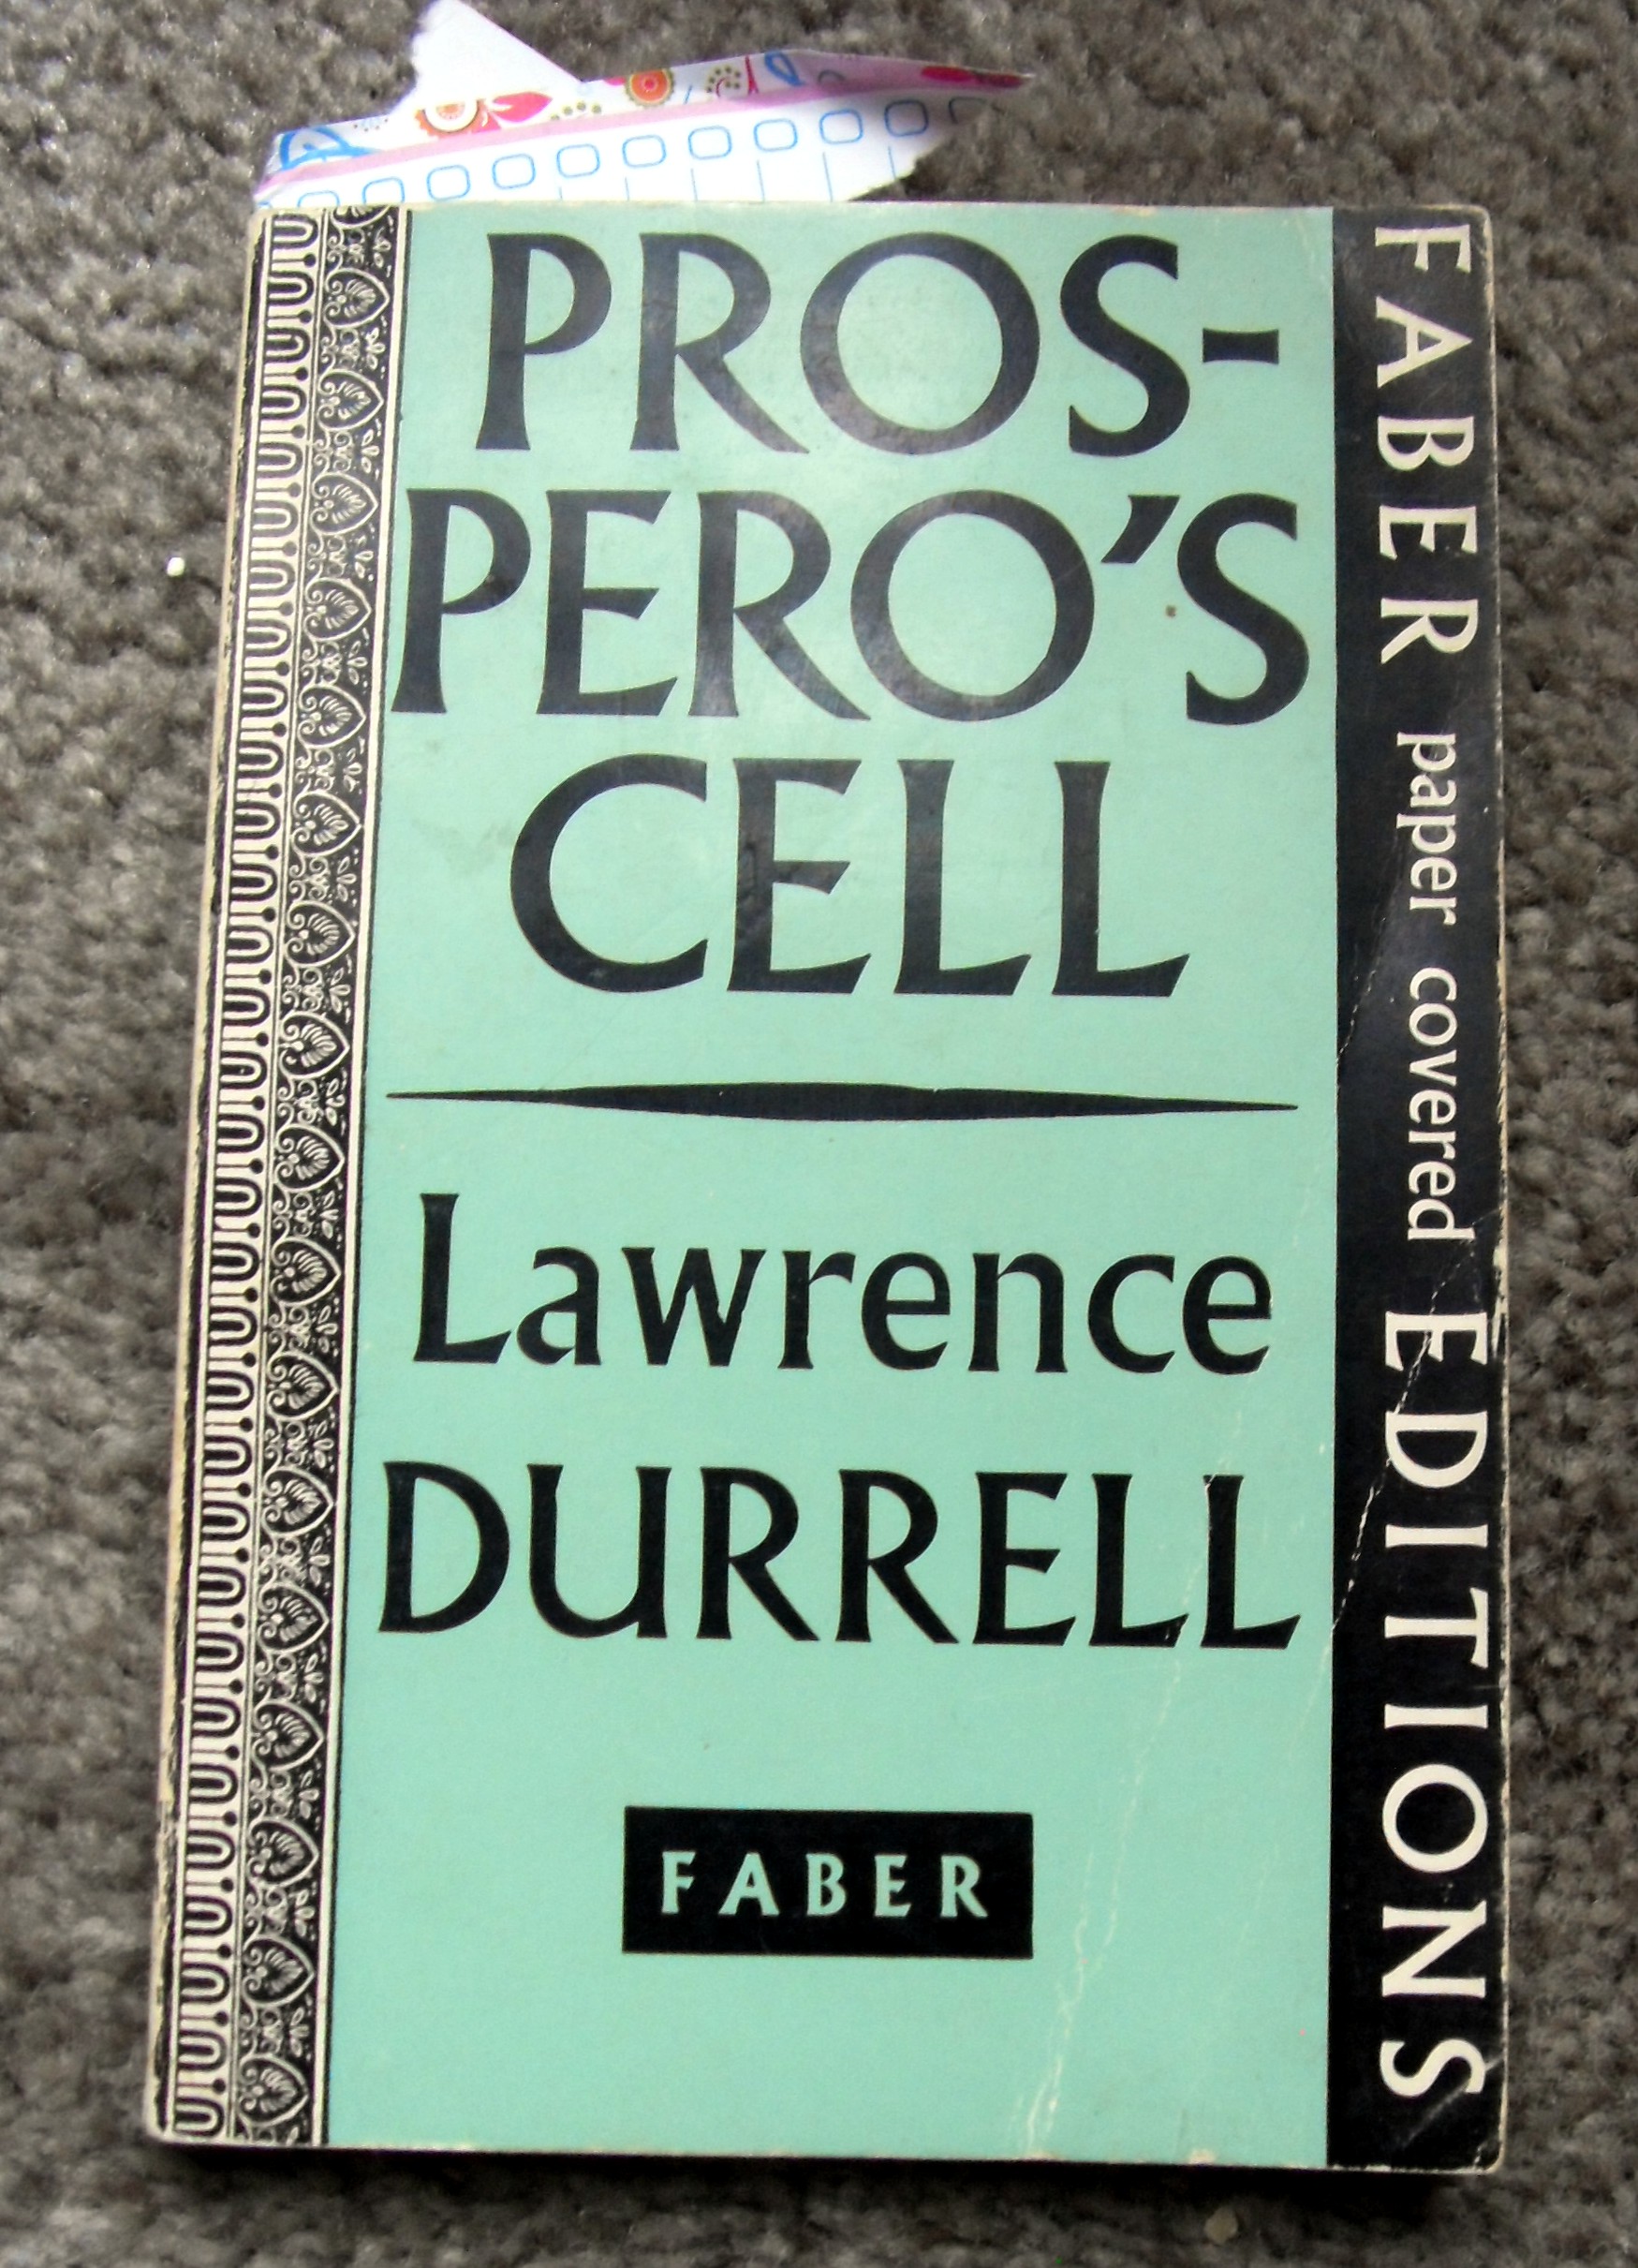 PROS-
PERO'S
CELL
Lawrence
DURRELL
FABER
FABER paper covered EDITIONS